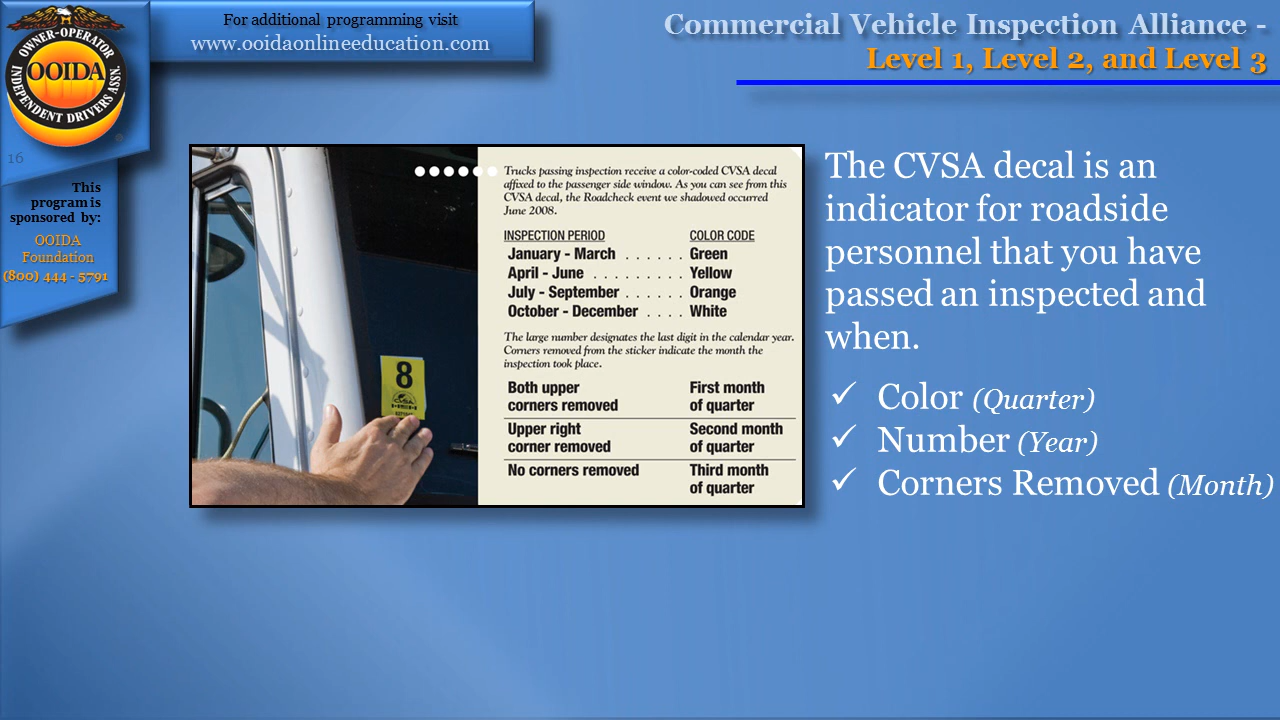 OWNER-OPERATOR
OOIDA
INDEPENDENT DRIVERS ASSN.
®
16
For additional programming visit
www.ooidaonlineeducation.com
Commercial Vehicle Inspection Alliance -
Level 1, Level 2, and Level 3
This
program is
sponsored by:
OOIDA
Foundation
(800) 444 - 5791
8
CVSA
Trucks passing inspection receive a color-coded CVSA decal
affixed to the passenger side window. As you can see from this
CVSA decal, the Roadcheck event we shadowed occurred
June 2008.
INSPECTION PERIOD COLOR CODE
January - March . . . . . . Green
April - June . . . . . . . . . Yellow
July - September . . . . . . Orange
October - December . . . . White
The large number designates the last digit in the calendar year.
Corners removed from the sticker indicate the month the
inspection took place.
Both upper First month
corners removed of quarter
Upper right Second month
corner removed of quarter
No corners removed Third month
of quarter
The CVSA decal is an
indicator for roadside
personnel that you have
passed an inspected and
when.
✓ Color (Quarter)
✓ Number (Year)
✓ Corners Removed (Month)